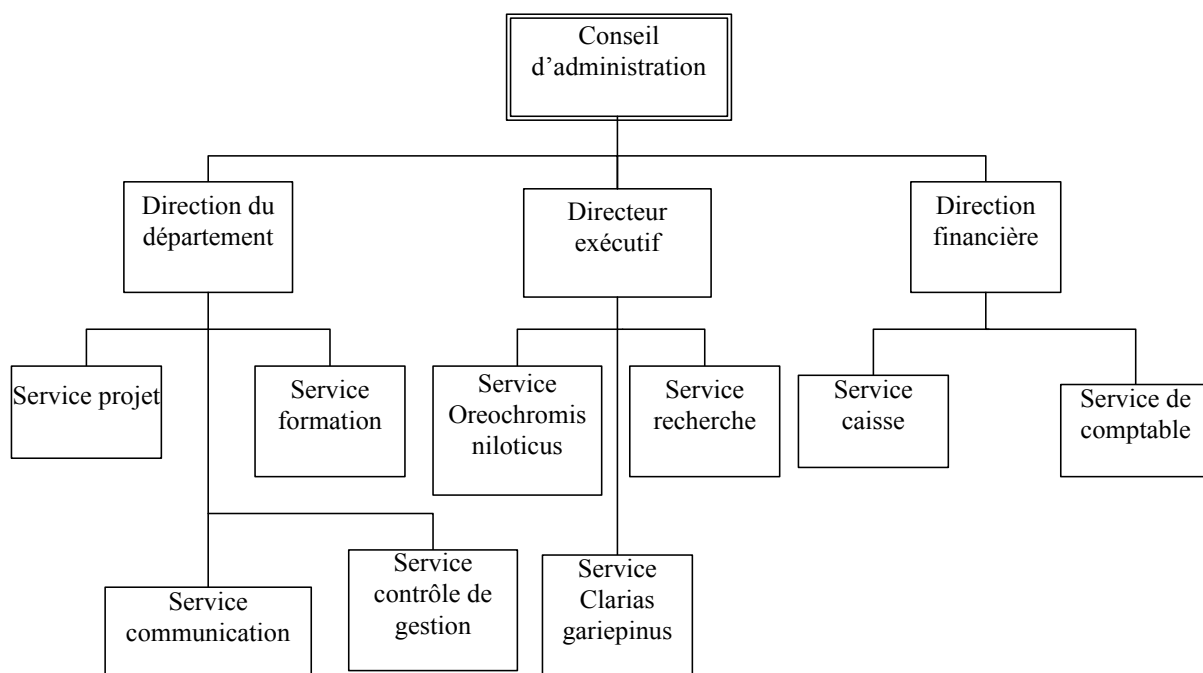 Conseil
d’administration
Direction du
département
Directeur
exécutif
Direction
financière
Service projet
Service
formation
Service
Oreochromis
niloticus
Service
recherche
Service
caisse
Service de
comptable
Service
communication
Service
contrôle de
gestion
Service
Clarias
gariepinus